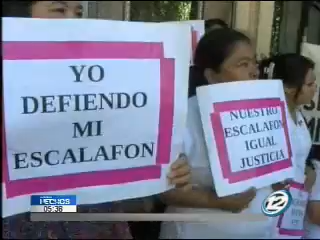 YO
DEFIENDO
MI
ESCALAFON
NUESTRO
ESCALAFON
IGUAL
JUSTICIA
HECHOS
05:36
12